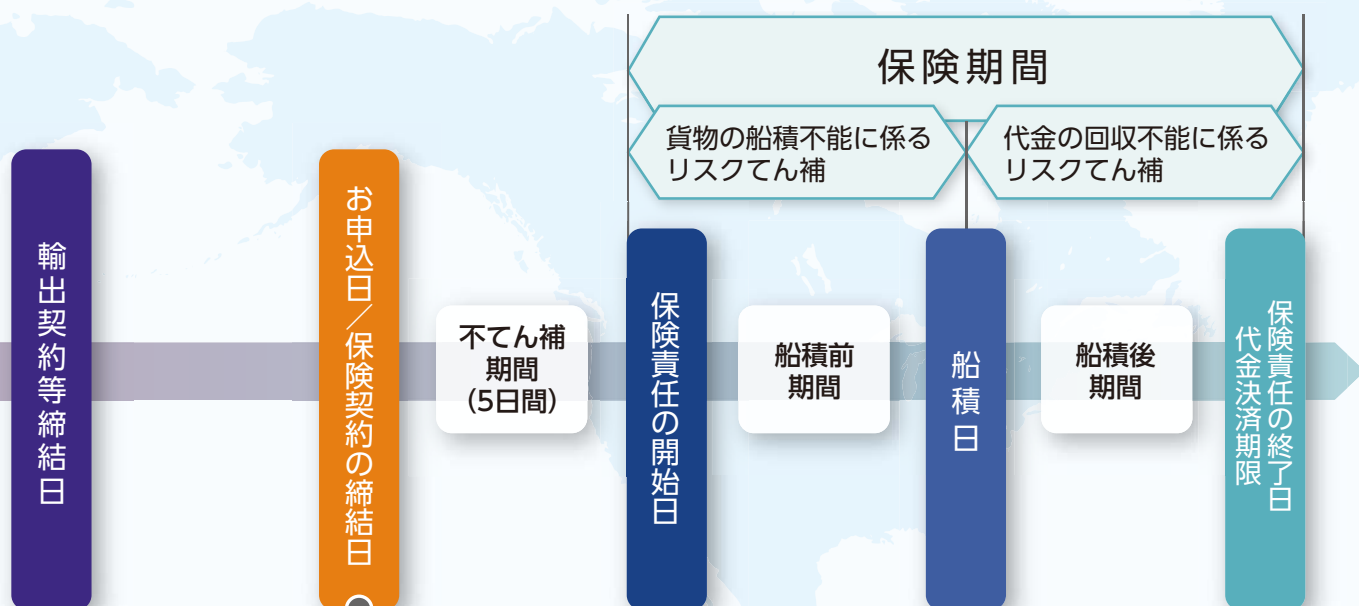 保険期間
貨物の船積不能に係る
リスクてん補
代金の回収不能に係る
リスクてん補
輸出契約等締結日
お申込日／保険契約の締結日
不てん補
期間
（5日間）
保険責任の開始日
船積前
期間
船積日
船積後
期間
保険責任の終了日
代金決済期限